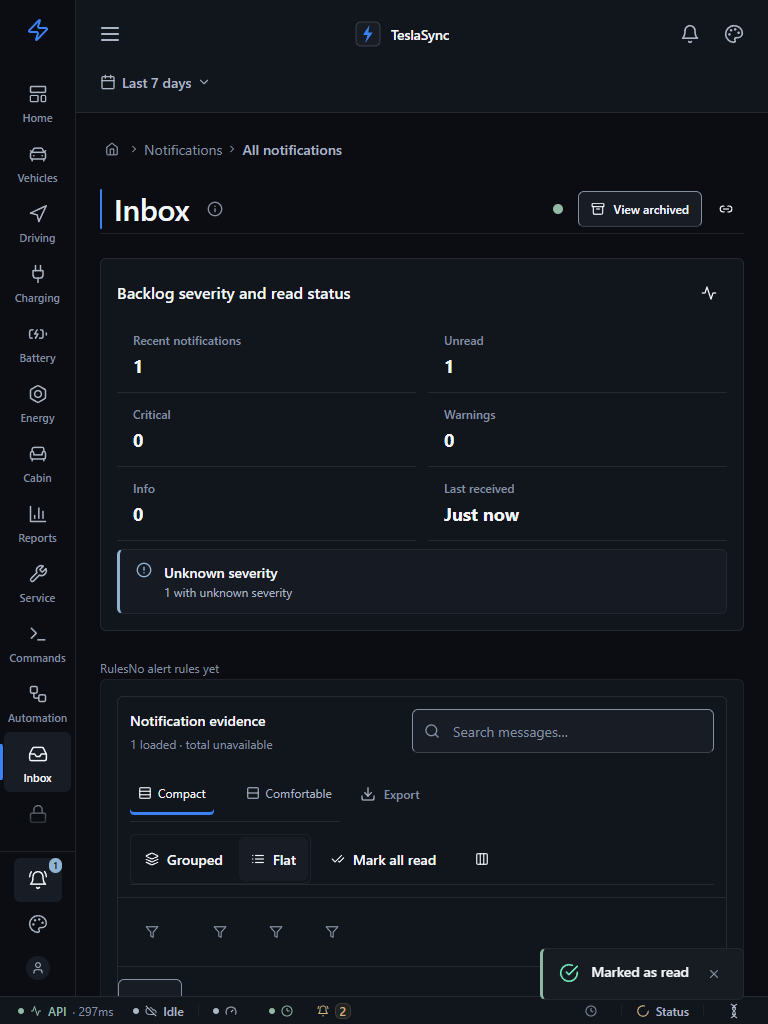 TeslaSync
Last 7 days
Home
Vehicles
Driving
Charging
Battery
Energy
Cabin
Reports
Service
Commands
Automation
Inbox
1
Notifications
All notifications
Inbox
View archived
Backlog severity and read status
Recent notifications
1
Unread
1
Critical
0
Warnings
0
Info
0
Last received
Just now
Unknown severity
1 with unknown severity
RulesNo alert rules yet
Notification evidence
1 loaded · total unavailable
Search messages...
Compact
Comfortable
Export
Grouped
Flat
Mark all read
Marked as read
API · 297ms
Idle
2
Status